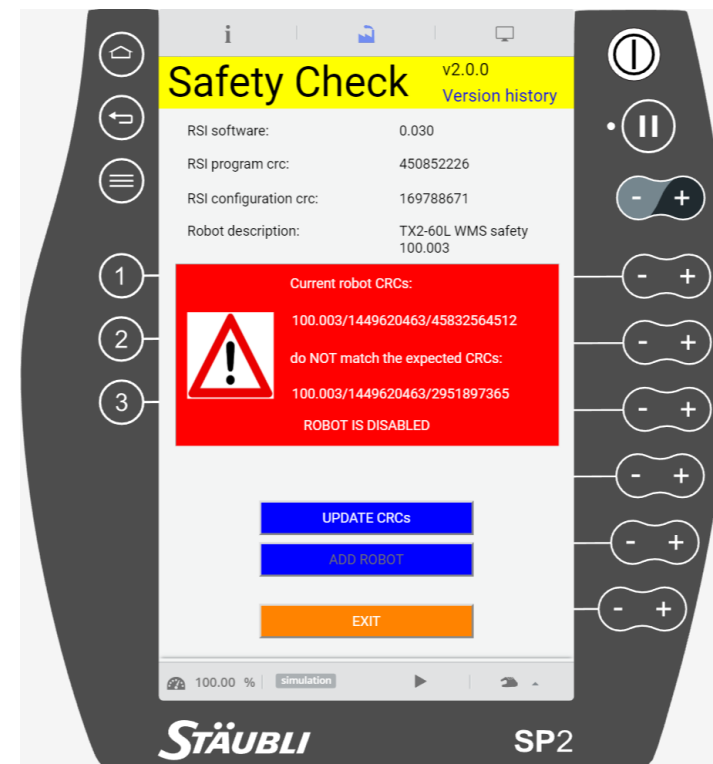 i
Safety Check
v2.0.0
Version history
RSI software: 0.030
RSI program crc: 450852226
RSI configuration crc: 169788671
Robot description: TX2-60L WMS safety
100.003
Current robot CRCs:
100.003/1449620463/45832564512
do NOT match the expected CRCs:
100.003/1449620463/2951897365
ROBOT IS DISABLED
1
- +
2
- +
3
- +
- +
- +
- +
- +
UPDATE CRCs
ADD ROBOT
EXIT
100.00 %
simulation
STÄUBLI
SP2